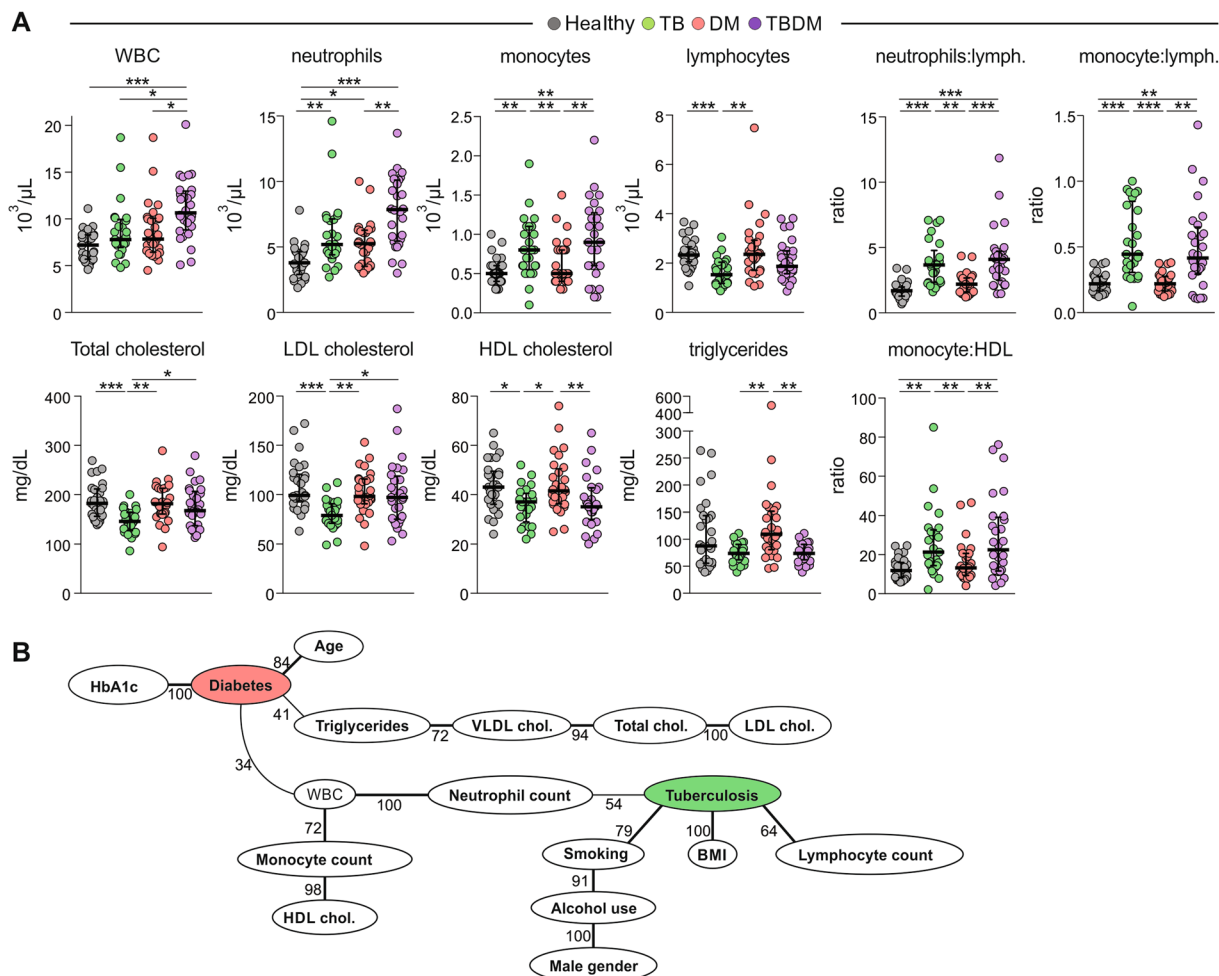 A
Healthy TB DM TBDM
WBC neutrophils monocytes lymphocytes neutrophils:lymph. monocyte:lymph.
*** * *
*** * ** **
** ** ** **
*** **
*** *** ** ***
** *** *** **
10³/µL 20 15 10 5 0
10³/µL 15 10 5 0
10³/µL 2.5 2.0 1.5 1.0 0.5 0.0
10³/µL 8 6 4 2 0
ratio 15 10 5 0
ratio 1.5 1.0 0.5 0.0
Total cholesterol LDL cholesterol HDL cholesterol triglycerides monocyte:HDL
* *** **
* *** **
* * **
** **
** ** **
mg/dL 400 300 200 100 0
mg/dL 200 150 100 50 0
mg/dL 80 60 40 20 0
mg/dL 600 400 300 250 200 150 100 50 0
ratio 100 80 60 40 20 0
B
Age
84
HbA1c 100 Diabetes
41
Triglycerides 72 VLDL chol. 94 Total chol. 100 LDL chol.
34
WBC 100 Neutrophil count 54 Tuberculosis
72 79 100 64
Monocyte count Smoking BMI Lymphocyte count
98 91
HDL chol. Alcohol use
100
Male gender